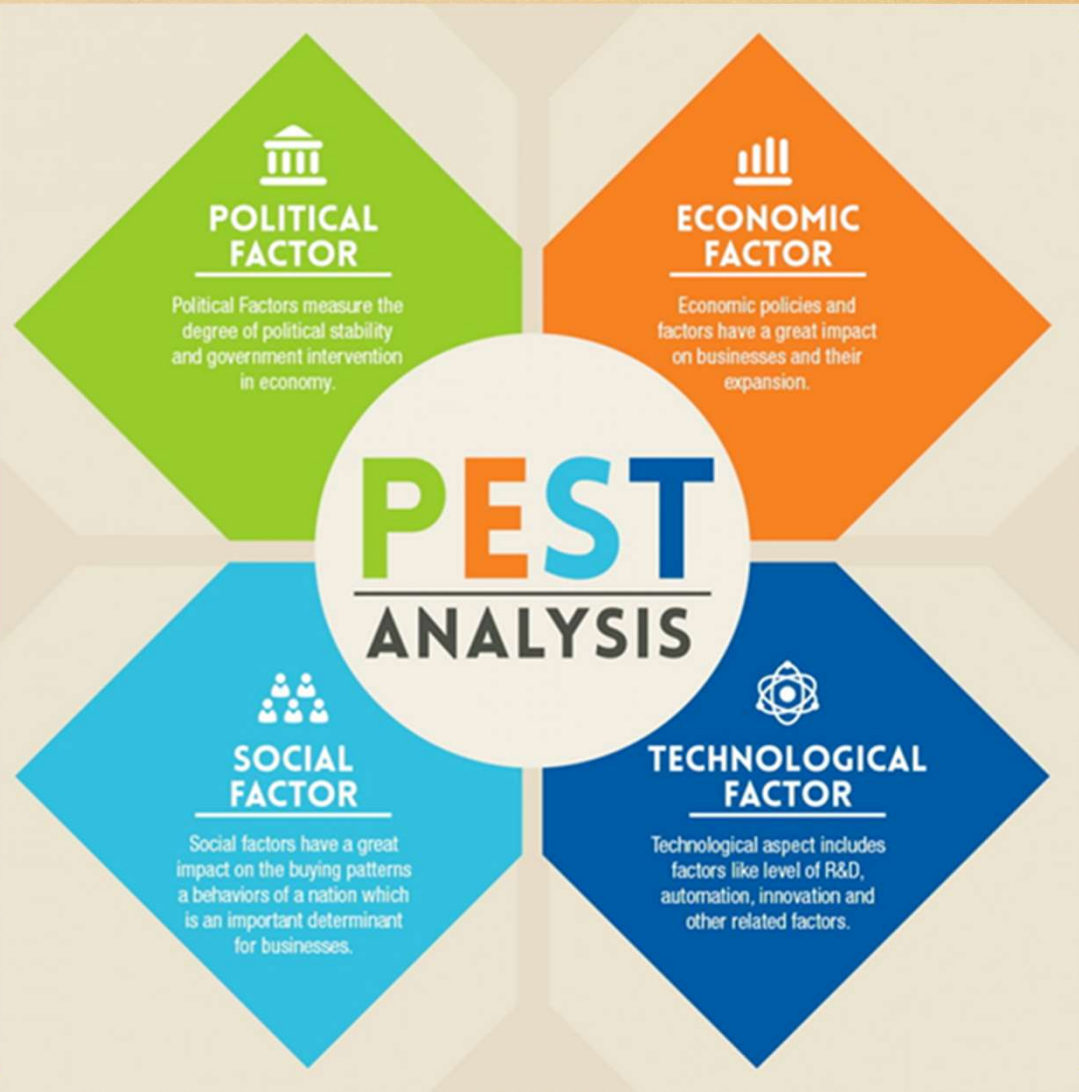 POLITICAL
FACTOR
Political Factors measure the
degree of political stability
and government intervention
in economy.
ECONOMIC
FACTOR
Economic policies and
factors have a great impact
on businesses and their
expansion.
PEST
ANALYSIS
SOCIAL
FACTOR
Social factors have a great
impact on the buying patterns
a behaviors of a nation which
is an important determinant
for businesses.
TECHNOLOGICAL
FACTOR
Technological aspect includes
factors like level of R&D,
automation, innovation and
other related factors.